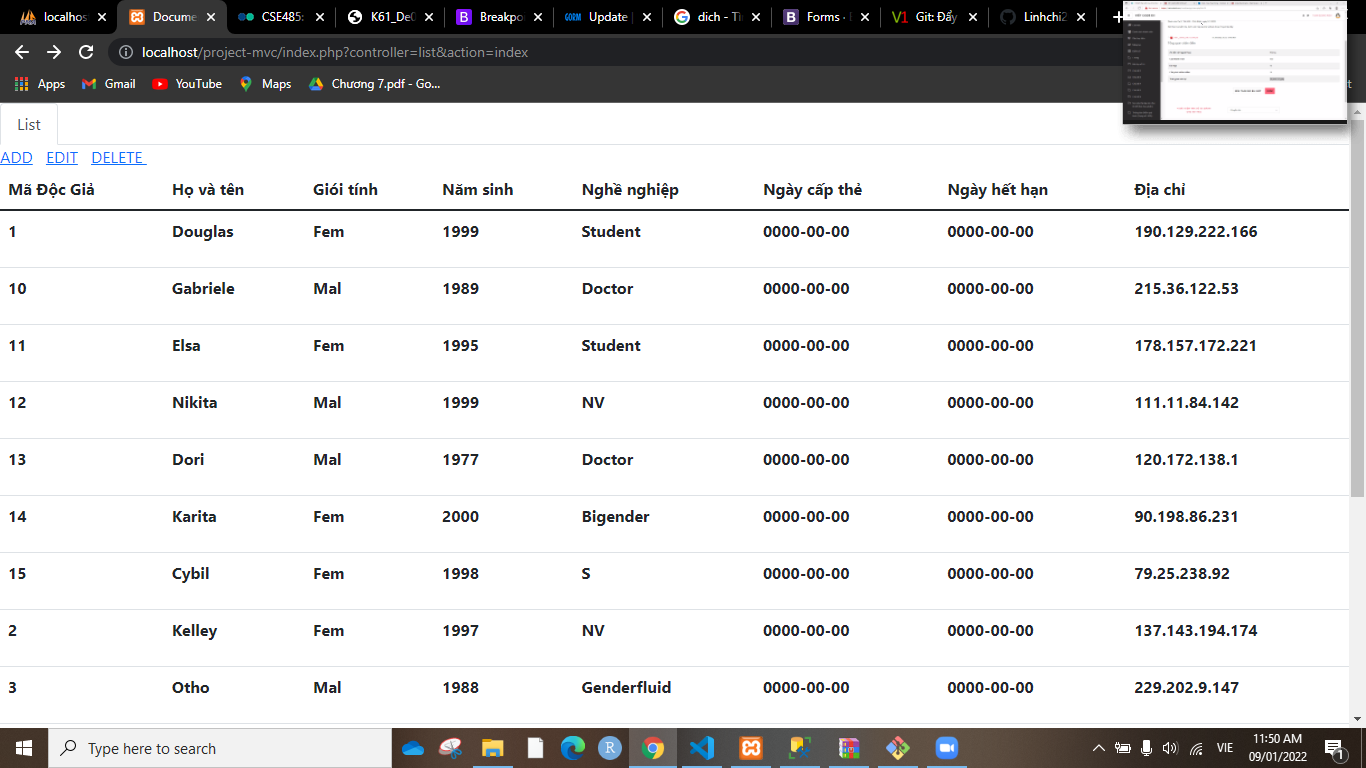 localhos
Docume
CSE485:
K61_De0
Breakpo
Update |
dich - Ti
Forms ·
Git: Đẩy
Linhchi2
localhost/project-mvc/index.php?controller=list&action=index
Apps
Gmail
YouTube
Maps
Chương 7.pdf - Go...
List
ADD EDIT DELETE
Mã Độc Giả Họ và tên Giói tính Năm sinh Nghề nghiệp Ngày cấp thẻ Ngày hết hạn Địa chỉ
1 Douglas Fem 1999 Student 0000-00-00 0000-00-00 190.129.222.166
10 Gabriele Mal 1989 Doctor 0000-00-00 0000-00-00 215.36.122.53
11 Elsa Fem 1995 Student 0000-00-00 0000-00-00 178.157.172.221
12 Nikita Mal 1999 NV 0000-00-00 0000-00-00 111.11.84.142
13 Dori Mal 1977 Doctor 0000-00-00 0000-00-00 120.172.138.1
14 Karita Fem 2000 Bigender 0000-00-00 0000-00-00 90.198.86.231
15 Cybil Fem 1998 S 0000-00-00 0000-00-00 79.25.238.92
2 Kelley Fem 1997 NV 0000-00-00 0000-00-00 137.143.194.174
3 Otho Mal 1988 Genderfluid 0000-00-00 0000-00-00 229.202.9.147
Type here to search
VIE
11:50 AM
09/01/2022
1